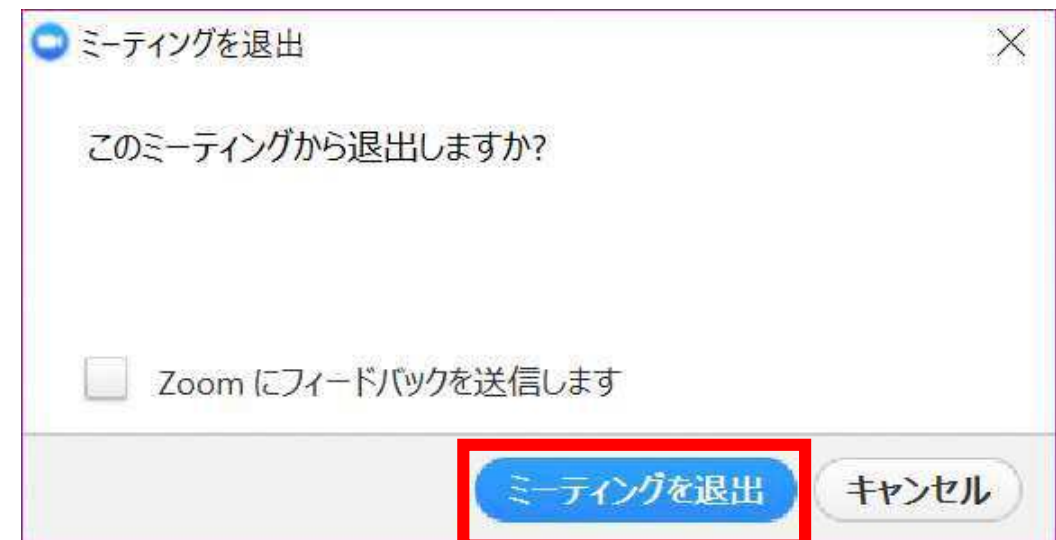 ミーティングを退出
このミーティングから退出しますか?
Zoom にフィードバックを送信します
ミーティングを退出
キャンセル